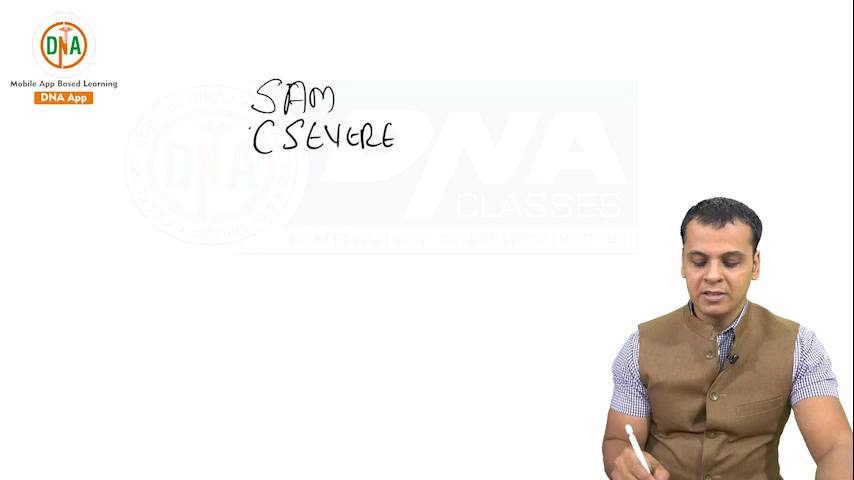 DNA
Mobile App Based Learning
DNA App
SAM
(SEVERE
DNA
CLASSES
For NEET - PG | NEET - SS | MBBS PROF | NEET - UG
DNA